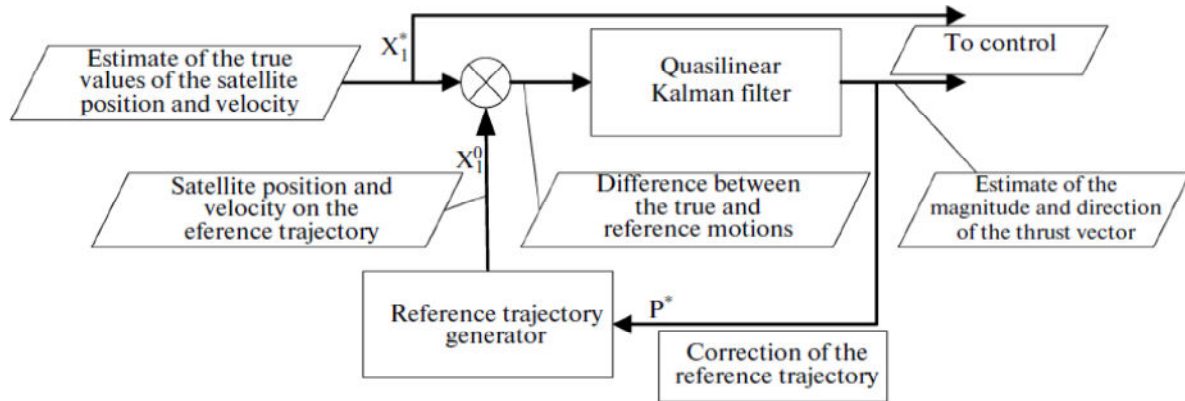 Estimate of the true
values of the satellite
position and velocity
X₁*
Quasilinear
Kalman filter
To control
X₁⁰
Satellite position and
velocity on the
eference trajectory
Difference between
the true and
reference motions
Estimate of the
magnitude and direction
of the thrust vector
Reference trajectory
generator
P*
Correction of the
reference trajectory